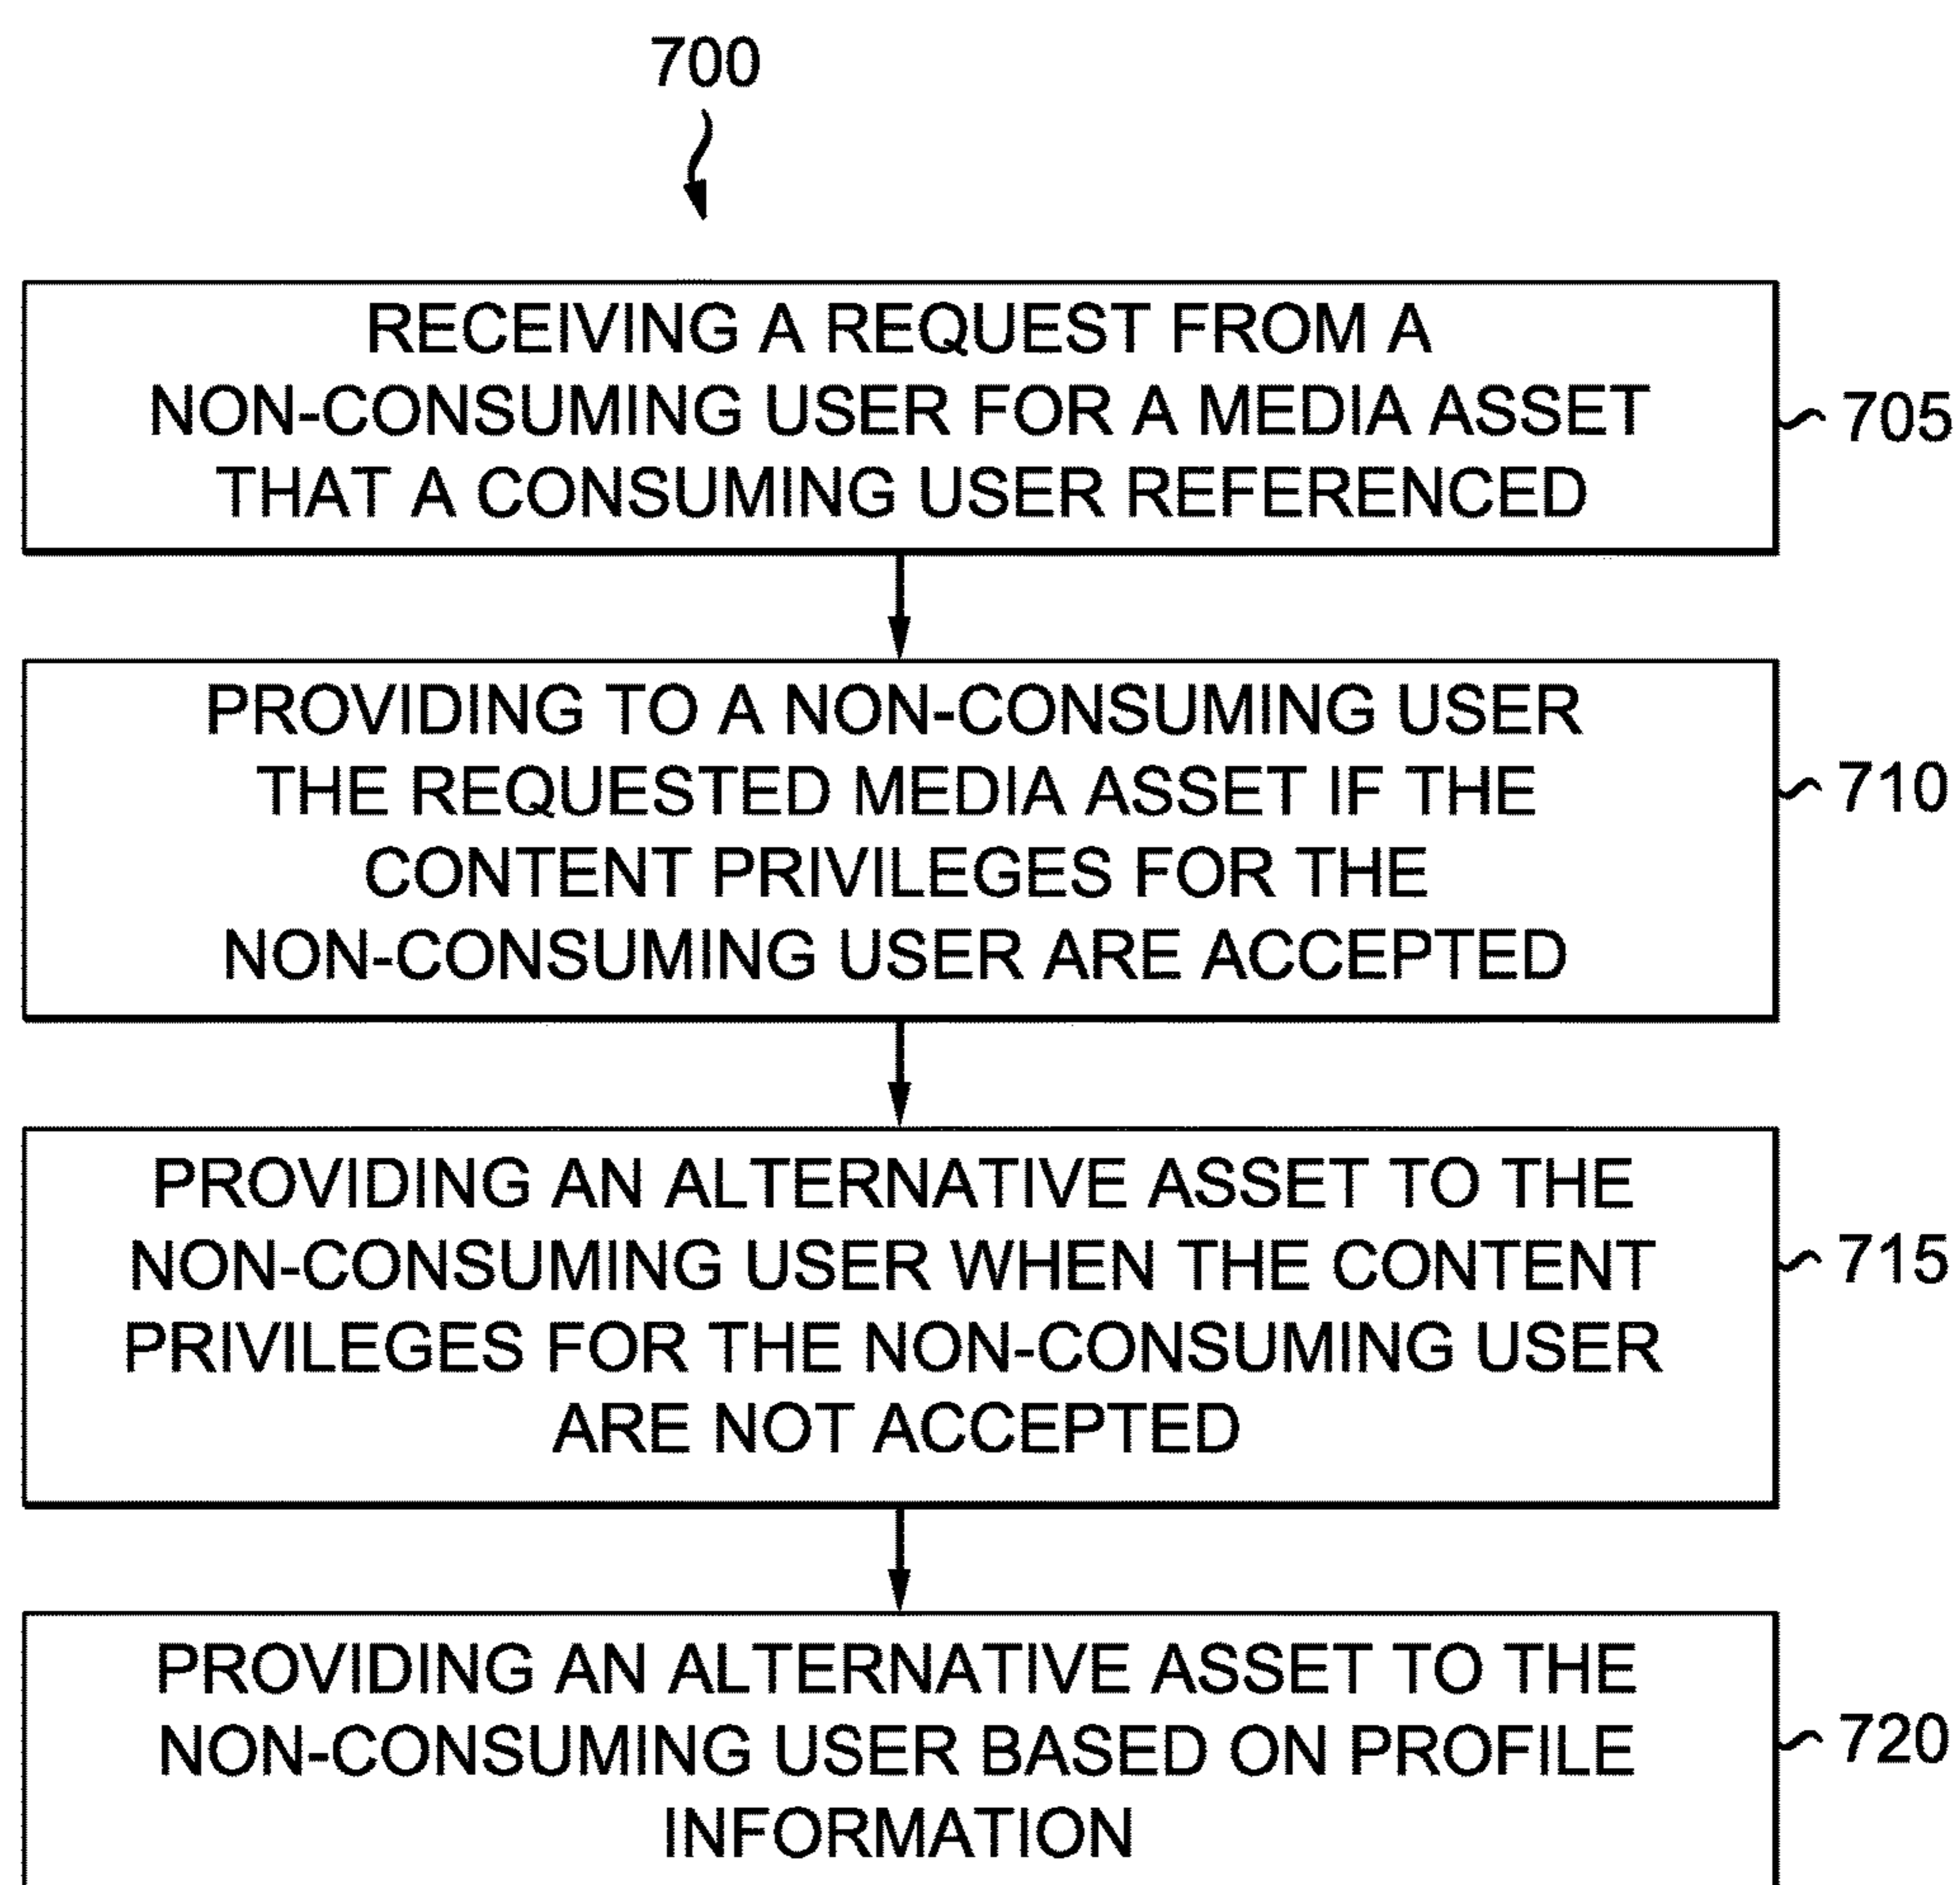 700
RECEIVING A REQUEST FROM A
NON-CONSUMING USER FOR A MEDIA ASSET
THAT A CONSUMING USER REFERENCED
705
PROVIDING TO A NON-CONSUMING USER
THE REQUESTED MEDIA ASSET IF THE
CONTENT PRIVILEGES FOR THE
NON-CONSUMING USER ARE ACCEPTED
710
PROVIDING AN ALTERNATIVE ASSET TO THE
NON-CONSUMING USER WHEN THE CONTENT
PRIVILEGES FOR THE NON-CONSUMING USER
ARE NOT ACCEPTED
715
PROVIDING AN ALTERNATIVE ASSET TO THE
NON-CONSUMING USER BASED ON PROFILE
INFORMATION
720